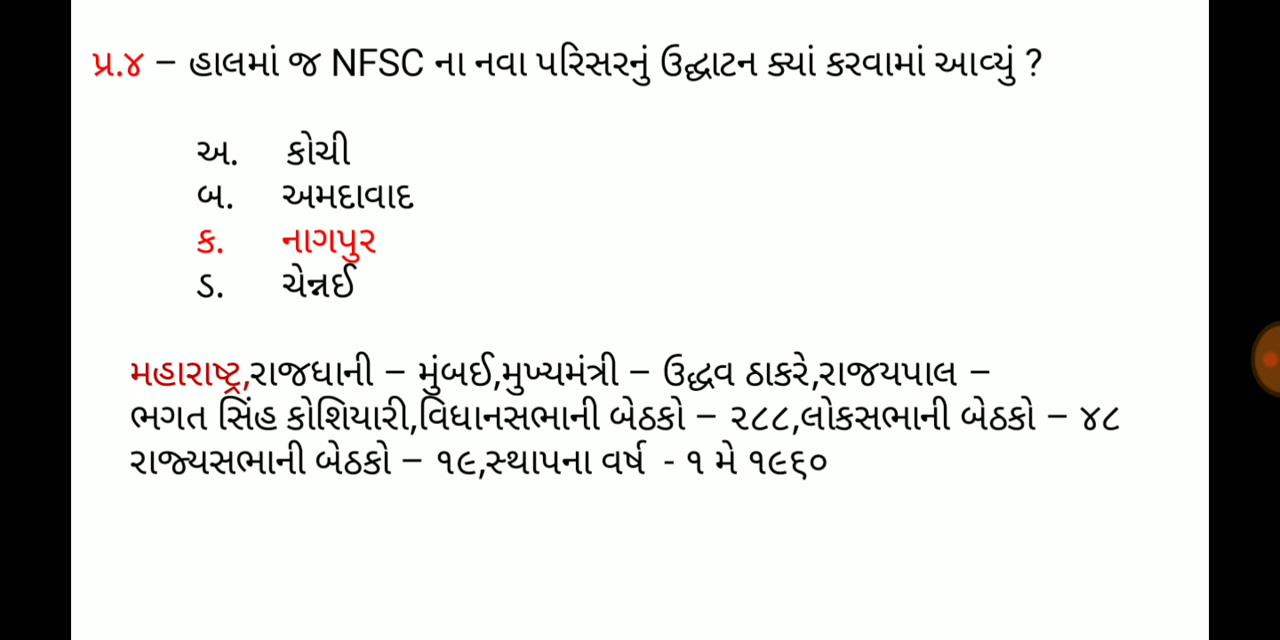 પ્ર.૪ – હાલમાં જ NFSC ના નવા પરિસરનું ઉદ્ઘાટન ક્યાં કરવામાં આવ્યું ?
અ. કોચી
બ. અમદાવાદ
ક. નાગપુર
ડ. ચેન્નઈ
મહારાષ્ટ્ર,રાજધાની – મુંબઈ,મુખ્યમંત્રી – ઉદ્ધવ ઠાકરે,રાજયપાલ –
ભગત સિંહ કોશિયારી,વિધાનસભાની બેઠકો – ૨૮૮,લોકસભાની બેઠકો – ૪૮
રાજ્યસભાની બેઠકો – ૧૯,સ્થાપના વર્ષ - ૧ મે ૧૯૬૦